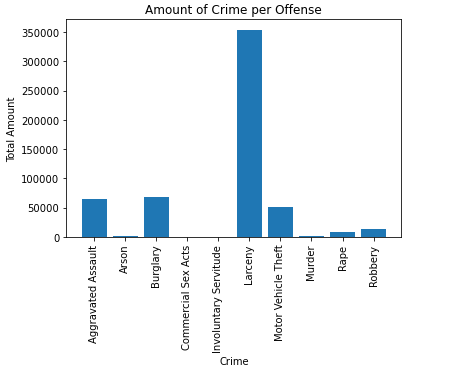 Amount of Crime per Offense
Total Amount
350000
300000
250000
200000
150000
100000
50000
0
Aggravated Assault
Arson
Burglary
Commercial Sex Acts
Involuntary Servitude
Larceny
Motor Vehicle Theft
Murder
Rape
Robbery
Crime